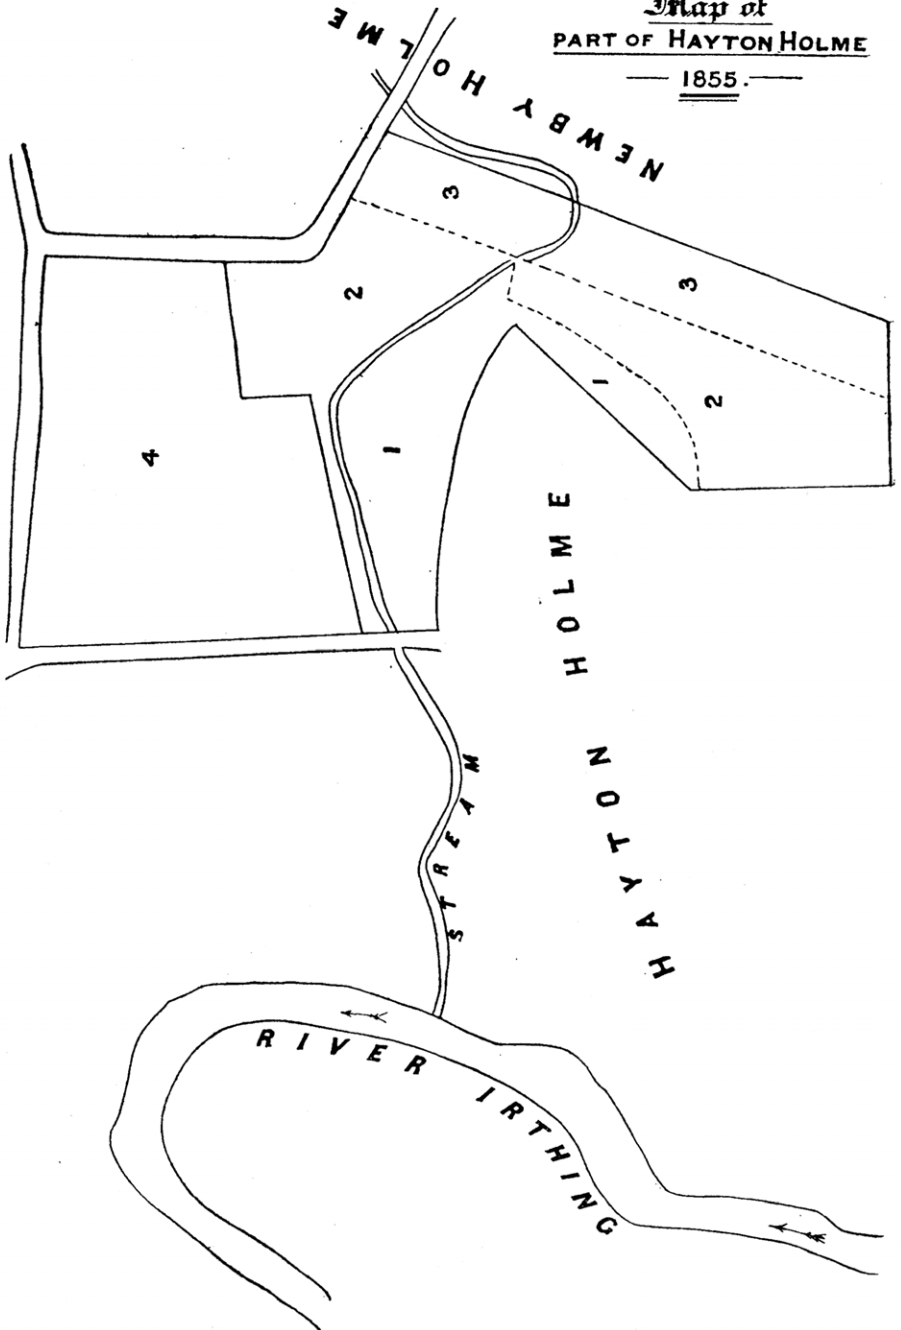 Map of
PART OF HAYTON HOLME
1855.
NEWBY HOLME
3
2
3
1
2
4
1
HAYTON HOLME
STREAM
RIVER IRTHING